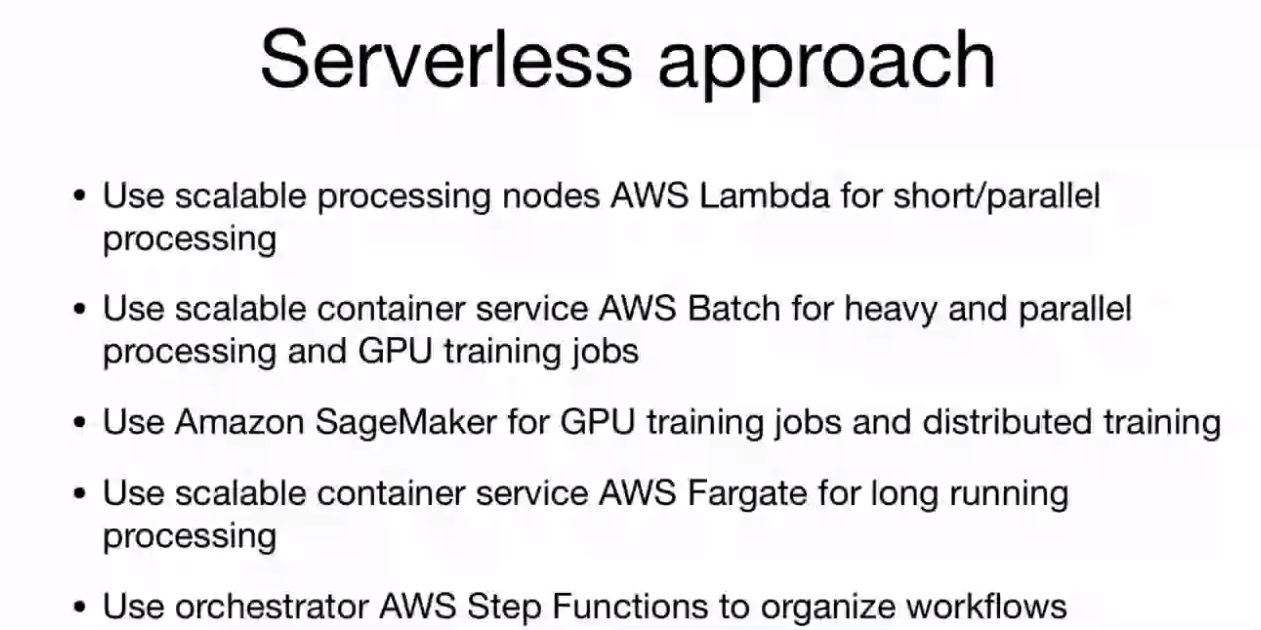 Serverless approach
• Use scalable processing nodes AWS Lambda for short/parallel
processing
• Use scalable container service AWS Batch for heavy and parallel
processing and GPU training jobs
• Use Amazon SageMaker for GPU training jobs and distributed training
• Use scalable container service AWS Fargate for long running
processing
• Use orchestrator AWS Step Functions to organize workflows